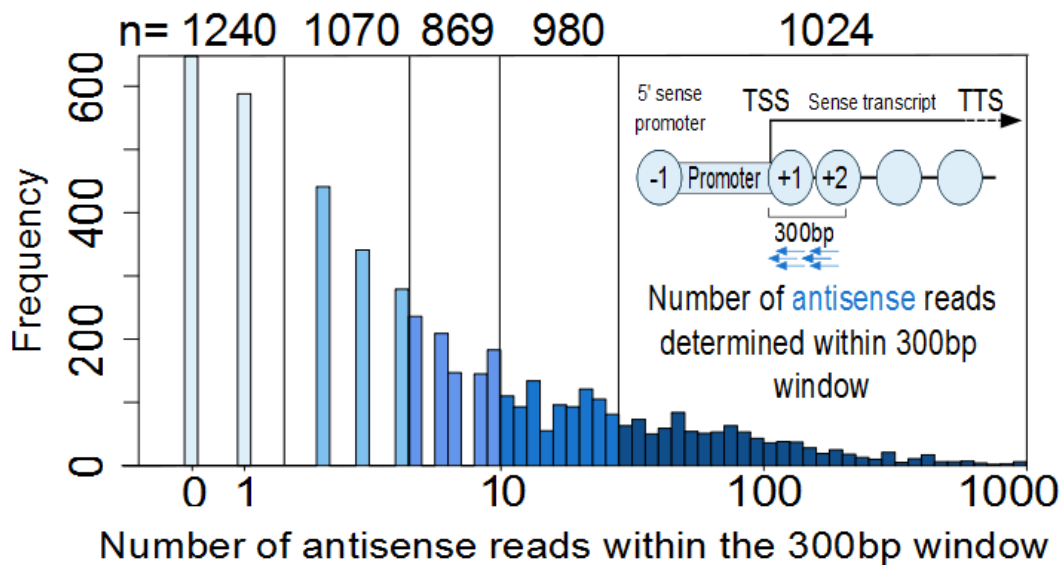 n= 1240 1070 869 980 1024
600
400
200
0
Frequency
5' sense
promoter
TSS Sense transcript TTS
-1 Promoter +1 +2
300bp
Number of antisense reads
determined within 300bp
window
0 1 10 100 1000
Number of antisense reads within the 300bp window